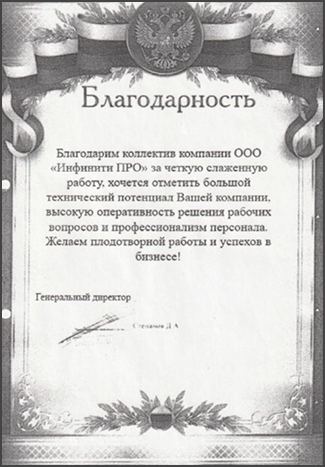 Благодарность
Благодарим коллектив компании ООО
«Инфинити ПРО» за четкую слаженную
работу, хочется отметить большой
технический потенциал Вашей компании,
высокую оперативность решения рабочих
вопросов и профессионализм персонала.
Желаем плодотворной работы и успехов в
бизнесе!
Генеральный директор
Д.А.